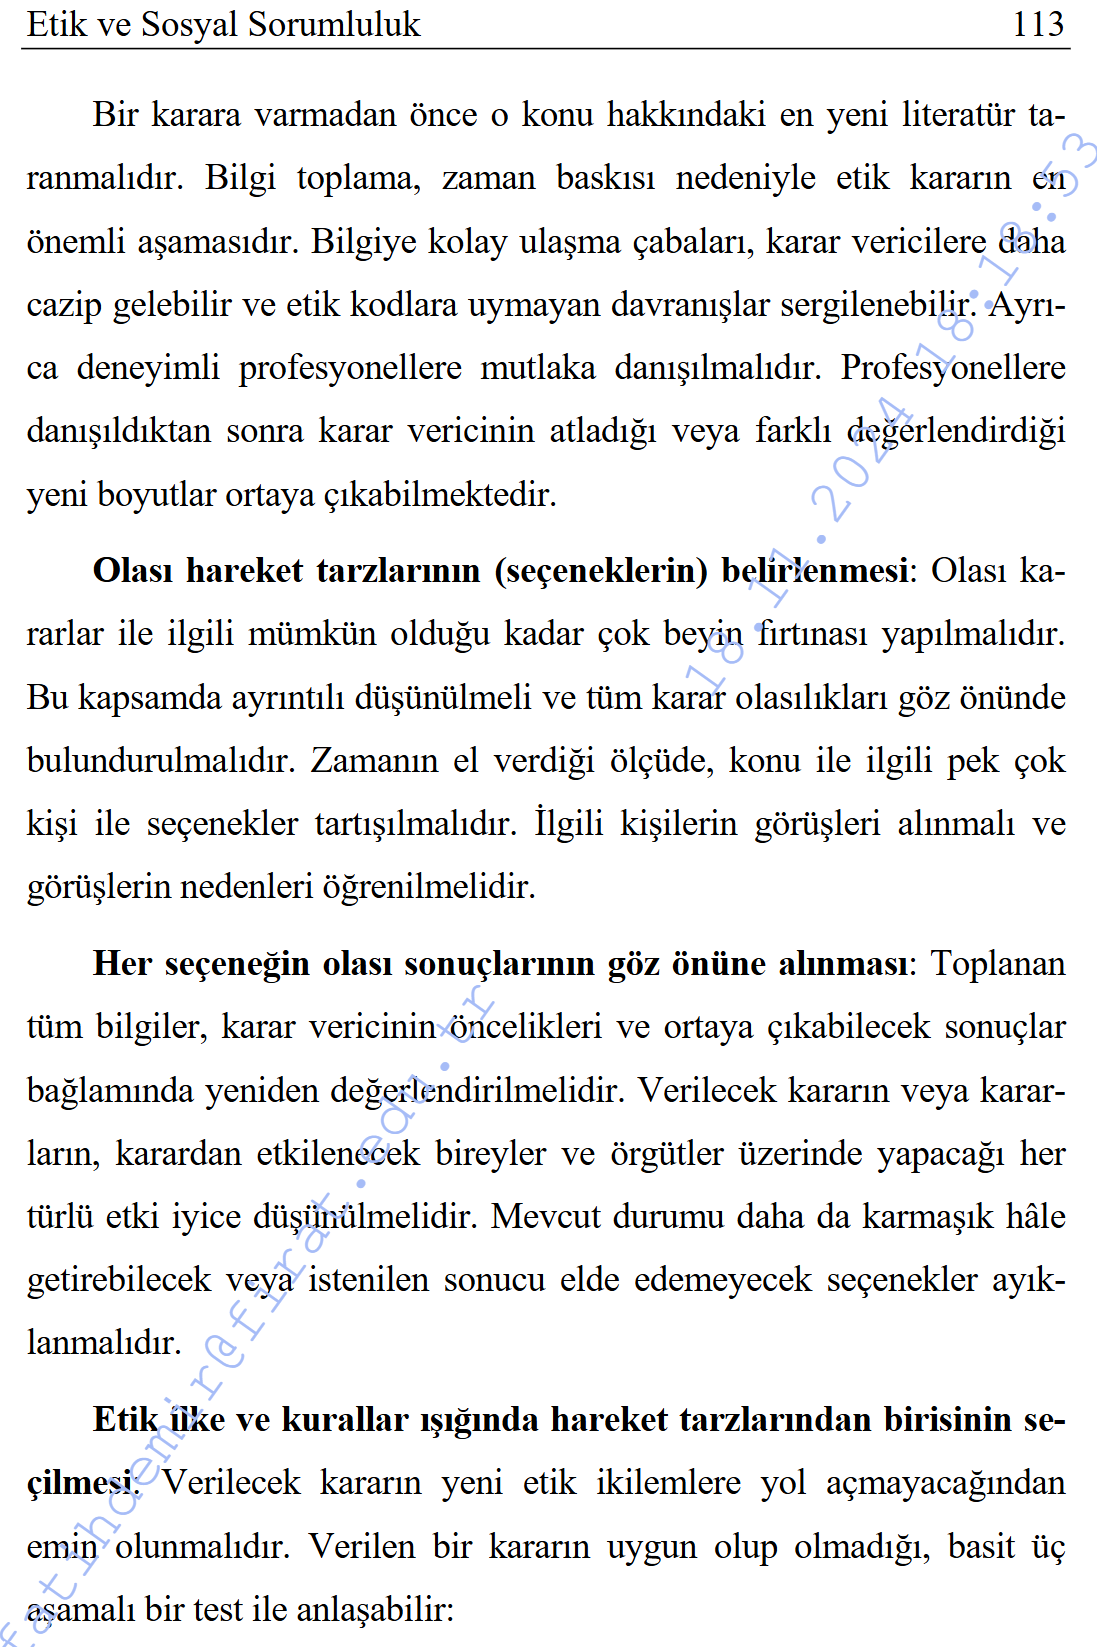 Etik ve Sosyal Sorumluluk 113
Bir karara varmadan önce o konu hakkındaki en yeni literatür ta-
ranmalıdır. Bilgi toplama, zaman baskısı nedeniyle etik kararın en
önemli aşamasıdır. Bilgiye kolay ulaşma çabaları, karar vericilere daha
cazip gelebilir ve etik kodlara uymayan davranışlar sergilenebilir. Ayrı-
ca deneyimli profesyonellere mutlaka danışılmalıdır. Profesyonellere
danışıldıktan sonra karar vericinin atladığı veya farklı değerlendirdiği
yeni boyutlar ortaya çıkabilmektedir.
Olası hareket tarzlarının (seçeneklerin) belirlenmesi: Olası ka-
rarlar ile ilgili mümkün olduğu kadar çok beyin fırtınası yapılmalıdır.
Bu kapsamda ayrıntılı düşünülmeli ve tüm karar olasılıkları göz önünde
bulundurulmalıdır. Zamanın el verdiği ölçüde, konu ile ilgili pek çok
kişi ile seçenekler tartışılmalıdır. İlgili kişilerin görüşleri alınmalı ve
görüşlerin nedenleri öğrenilmelidir.
Her seçeneğin olası sonuçlarının göz önüne alınması: Toplanan
tüm bilgiler, karar vericinin öncelikleri ve ortaya çıkabilecek sonuçlar
bağlamında yeniden değerlendirilmelidir. Verilecek kararın veya karar-
ların, karardan etkilenecek bireyler ve örgütler üzerinde yapacağı her
türlü etki iyice düşünülmelidir. Mevcut durumu daha da karmaşık hâle
getirebilecek veya istenilen sonucu elde edemeyecek seçenekler ayık-
lanmalıdır.
Etik ilke ve kurallar ışığında hareket tarzlarından birisinin se-
çilmesi: Verilecek kararın yeni etik ikilemlere yol açmayacağından
emin olunmalıdır. Verilen bir kararın uygun olup olmadığı, basit üç
aşamalı bir test ile anlaşabilir:
fatihdemir@firat.edu.tr
18.11.2024 18:18:53